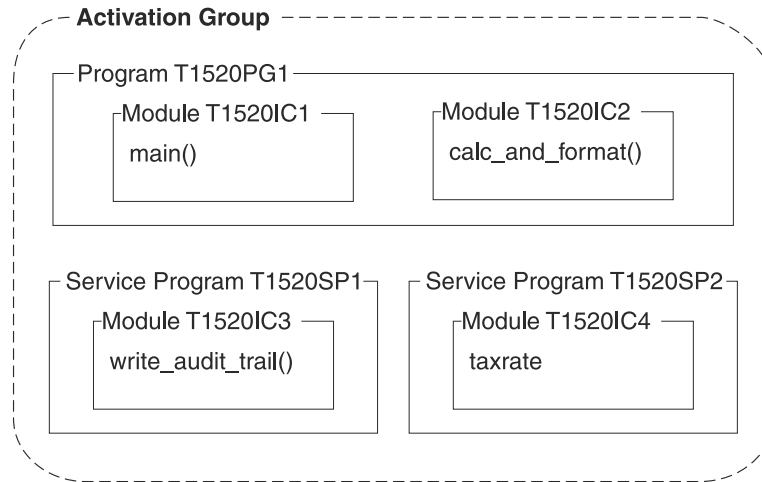 Activation Group
Program T1520PG1
Module T1520IC1
Module T1520IC2
main()
calc_and_format()
Service Program T1520SP1
Service Program T1520SP2
Module T1520IC3
Module T1520IC4
write_audit_trail()
taxrate